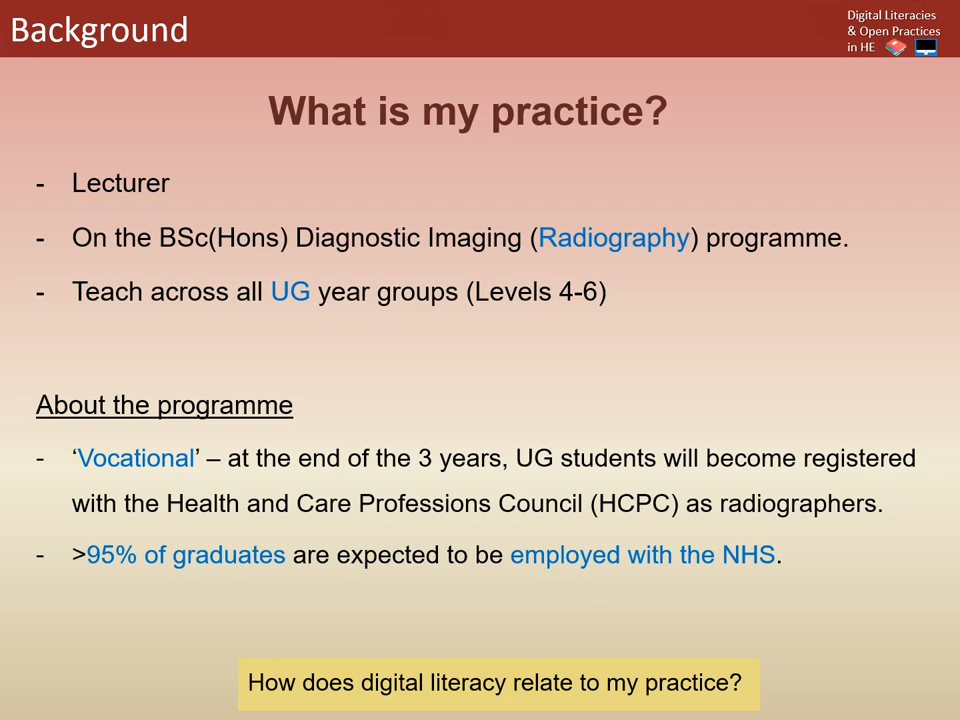 Background
Digital Literacies
& Open Practices
in HE
What is my practice?
- Lecturer
- On the BSc(Hons) Diagnostic Imaging (Radiography) programme.
- Teach across all UG year groups (Levels 4-6)
About the programme
- ‘Vocational’ – at the end of the 3 years, UG students will become registered
with the Health and Care Professions Council (HCPC) as radiographers.
- >95% of graduates are expected to be employed with the NHS.
How does digital literacy relate to my practice?